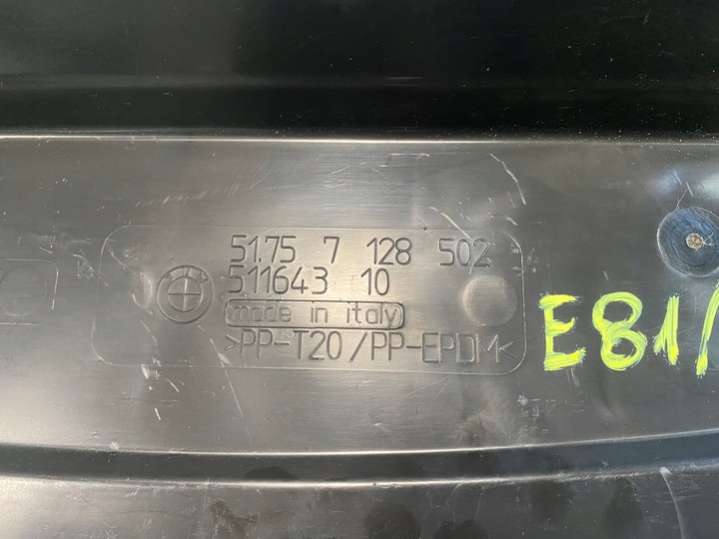 51.75 7 128 502
511643 10
made in italy
>PP-T20/PP-EPDM<
E81/